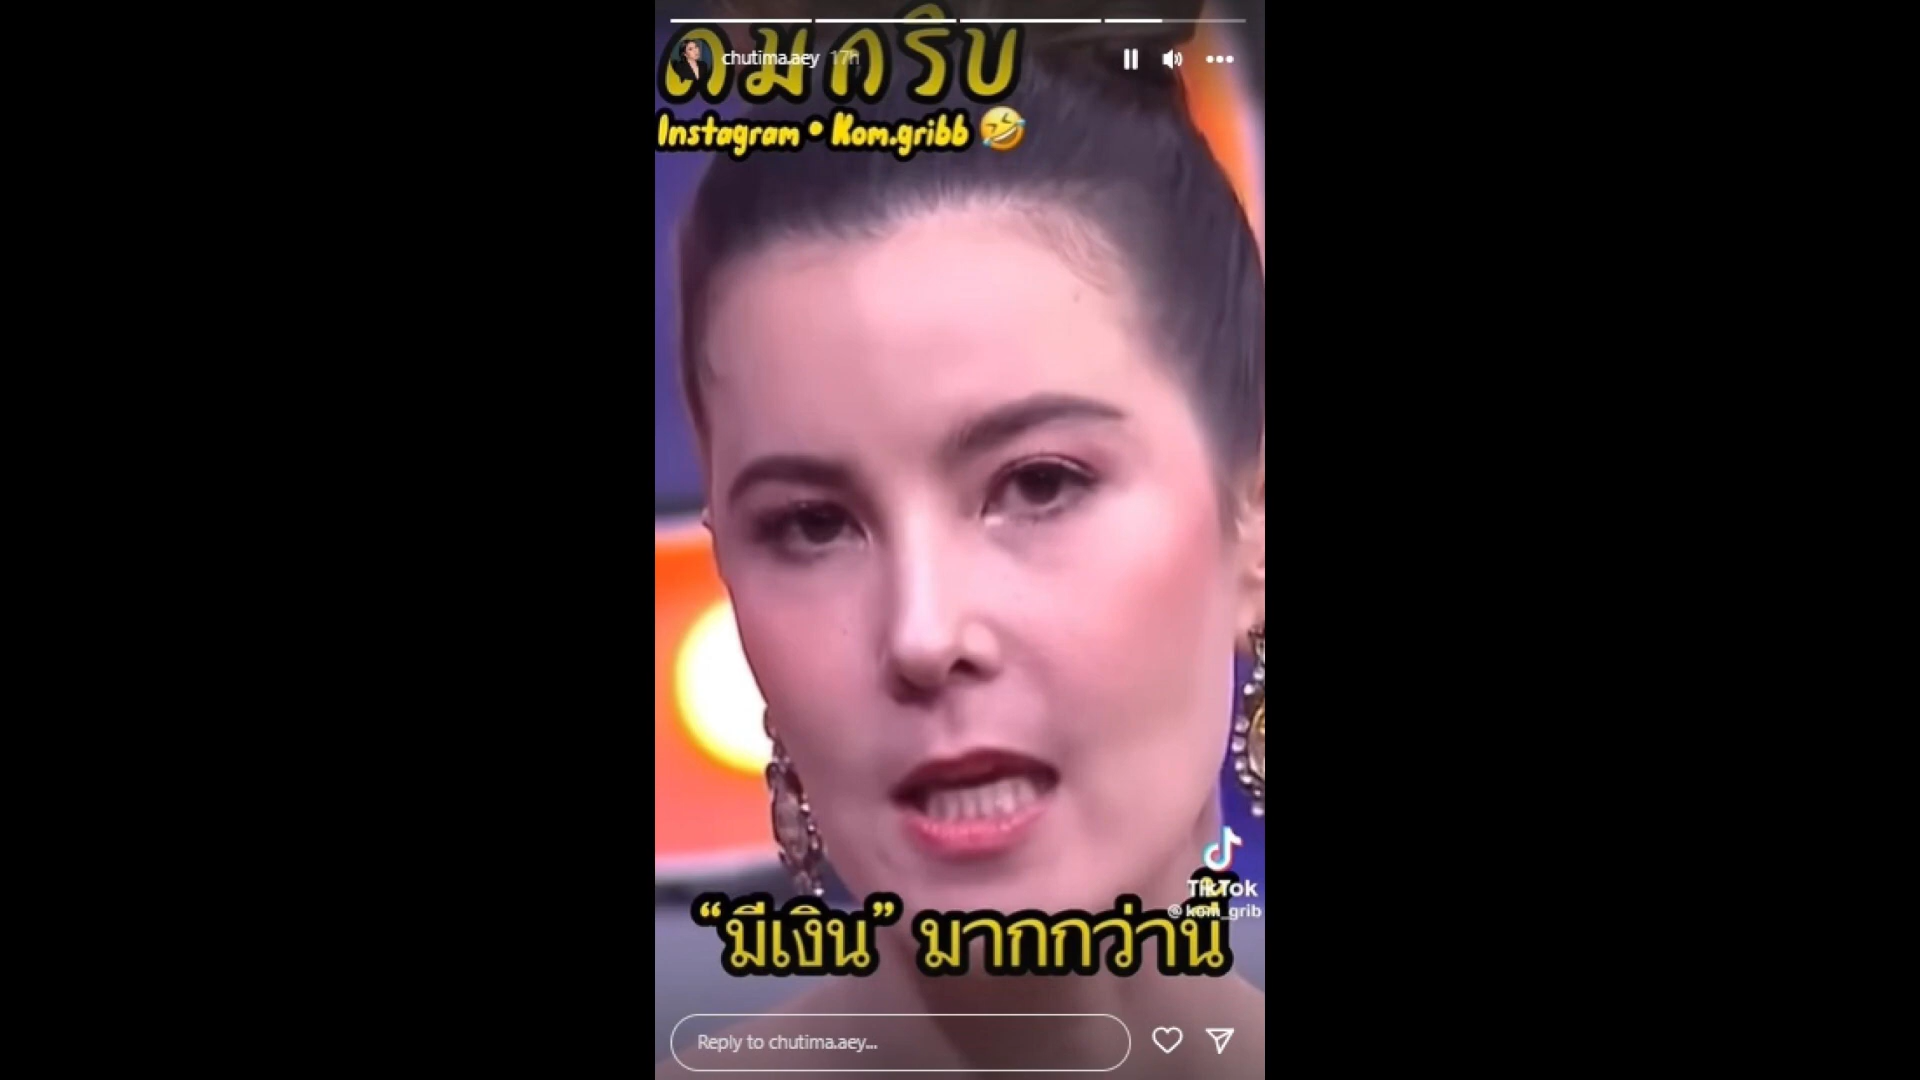 คมกริบ
chutima.aey 17h
Instagram • Kom.gribb 🤣
TikTok
@kom_grib
“มีเงิน” มากกว่านี้
Reply to chutima.aey...